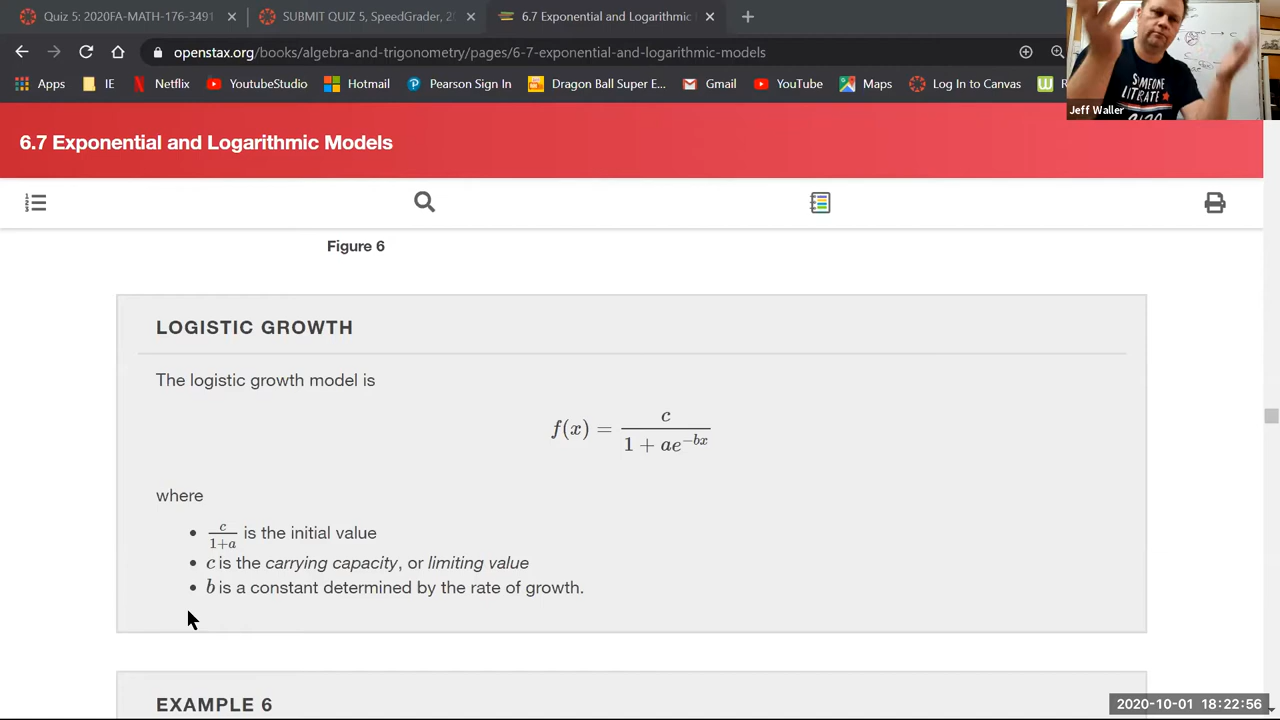 Quiz 5: 2020FA-MATH-176-3491
SUBMIT QUIZ 5, SpeedGrader
6.7 Exponential and Logarithmic
openstax.org/books/algebra-and-trigonometry/pages/6-7-exponential-and-logarithmic-models
Apps IE Netflix YoutubeTV Hotmail Pearson Sign In Dragon Ball Super E... Gmail YouTube Maps Log In to Canvas
Jeff Waller
SOMEONE
LITRATE
6.7 Exponential and Logarithmic Models
Figure 6
LOGISTIC GROWTH
The logistic growth model is
f(x) = c / (1 + ae^{-bx})
where
• c/(1+a) is the initial value
• c is the carrying capacity, or limiting value
• b is a constant determined by the rate of growth.
EXAMPLE 6
2020-10-01 18:22:56